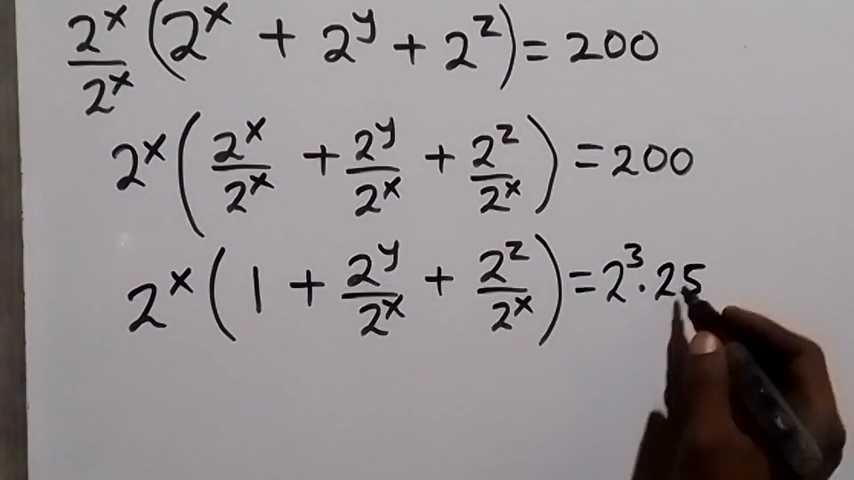 2^x/2^x (2^x + 2^y + 2^z) = 200
2^x (2^x/2^x + 2^y/2^x + 2^z/2^x) = 200
2^x (1 + 2^y/2^x + 2^z/2^x) = 2^3 · 25